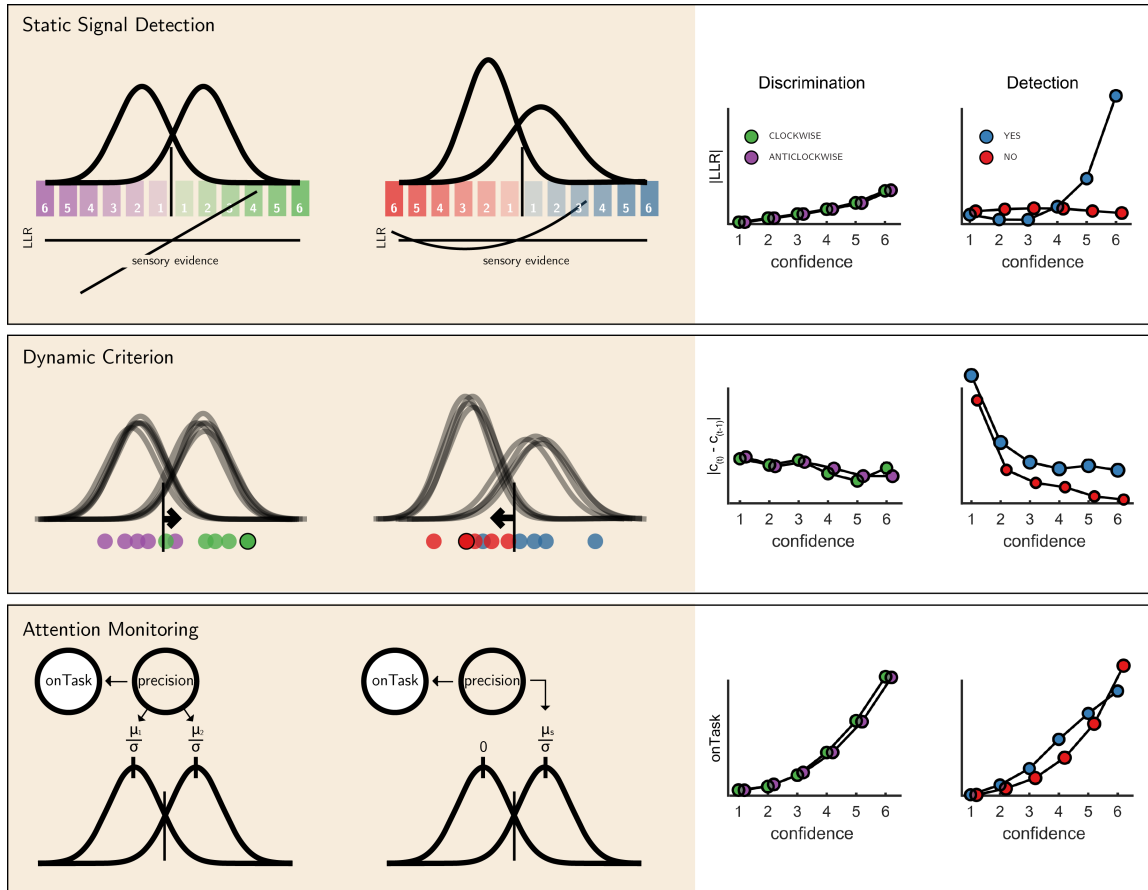 Static Signal Detection
6 5 4 3 2 1 1 2 3 4 5 6
LLR
sensory evidence
6 5 4 3 2 1 1 2 3 4 5 6
LLR
sensory evidence
Discrimination
CLOCKWISE
ANTICLOCKWISE
|LLR|
1 2 3 4 5 6
confidence
Detection
YES
NO
1 2 3 4 5 6
confidence
Dynamic Criterion
|c(t) - c(t-1)|
1 2 3 4 5 6
confidence
1 2 3 4 5 6
confidence
Attention Monitoring
onTask precision
μ₁ μ₂
σ σ
onTask precision
0 μₛ
σ
onTask
1 2 3 4 5 6
confidence
1 2 3 4 5 6
confidence